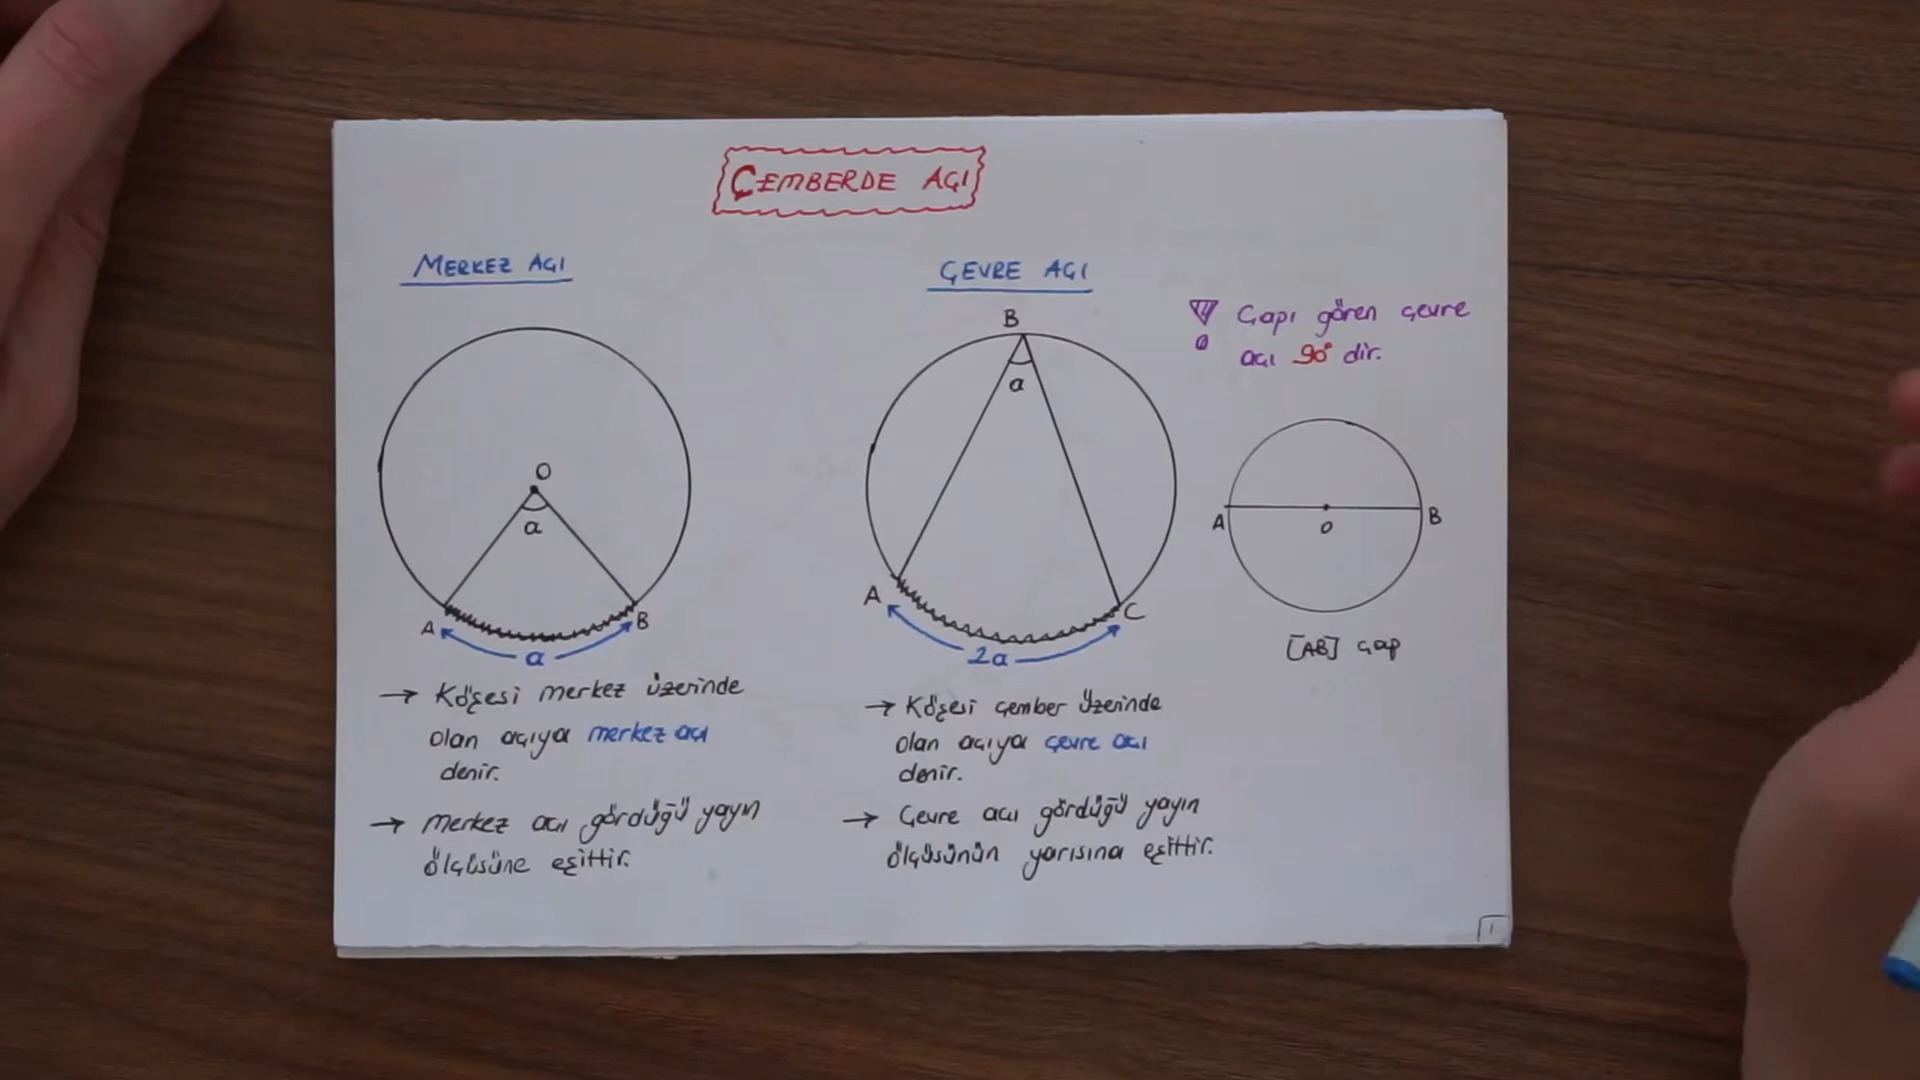 ÇEMBERDE AÇI
MERKEZ AÇI
O
a
A
B
a
→ Köşesi merkez üzerinde
olan açıya merkez açı
denir.
→ Merkez açı gördüğü yayın
ölçüsüne eşittir.
ÇEVRE AÇI
B
a
A
C
2a
→ Köşesi çember üzerinde
olan açıya çevre açı
denir.
→ Çevre açı gördüğü yayın
ölçüsünün yarısına eşittir.
Çapı gören çevre
açı 90° dir.
A
O
B
[AB] çap
1